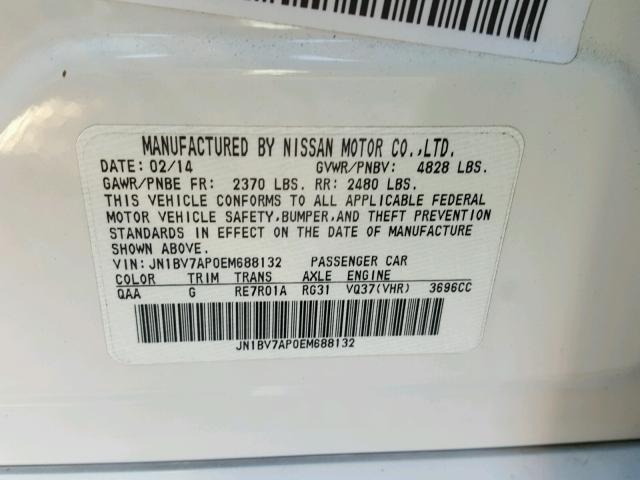 MANUFACTURED BY NISSAN MOTOR CO.,LTD.
DATE: 02/14 GVWR/PNBV: 4828 LBS.
GAWR/PNBE FR: 2370 LBS. RR: 2480 LBS.
THIS VEHICLE CONFORMS TO ALL APPLICABLE FEDERAL
MOTOR VEHICLE SAFETY,BUMPER,AND THEFT PREVENTION
STANDARDS IN EFFECT ON THE DATE OF MANUFACTURE
SHOWN ABOVE.
VIN: JN1BV7AP0EM688132 PASSENGER CAR
COLOR TRIM TRANS AXLE ENGINE
QAA G RE7R01A RG31 VQ37(VHR) 3696CC
JN1BV7AP0EM688132